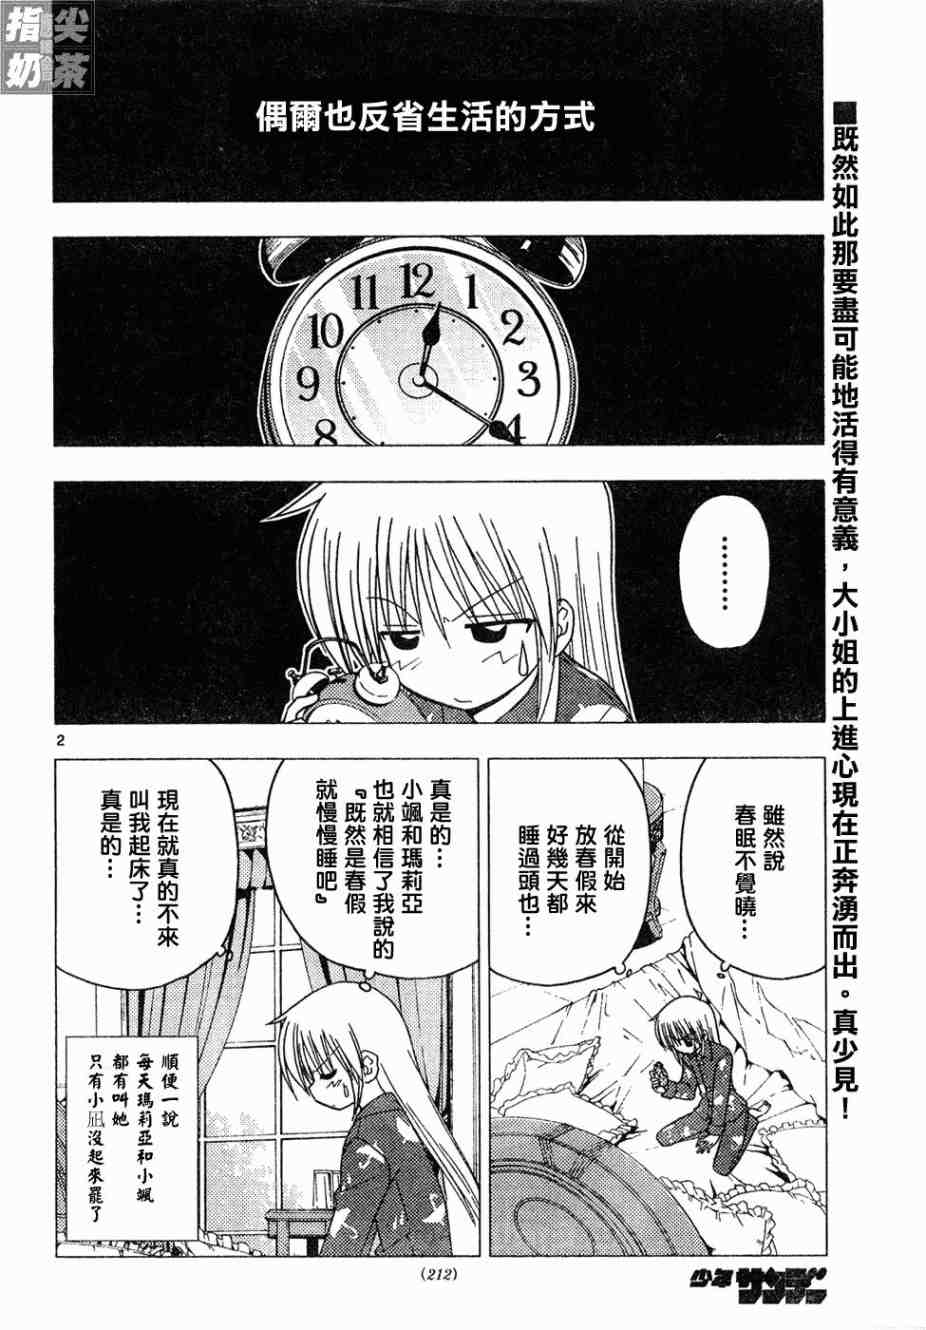 指尖
奶茶
偶爾也反省生活的方式
■既然如此那要盡可能地活得有意義，大小姐的上進心現在正奔湧而出。真少見！
11
12
1
10
2
9
3
8
4
………
2
雖然說
春眠不覺曉…
從開始
放春假來
好幾天都
睡過頭也…
真是的…
小颯和瑪莉亞
也就相信了我說的
『既然是春假
就慢慢睡吧』
現在就真的不來
叫我起床了…
真是的…
順便一說
每天瑪莉亞和小颯
都有叫她
只有小凪沒起來罷了
(212)
少年サンデー